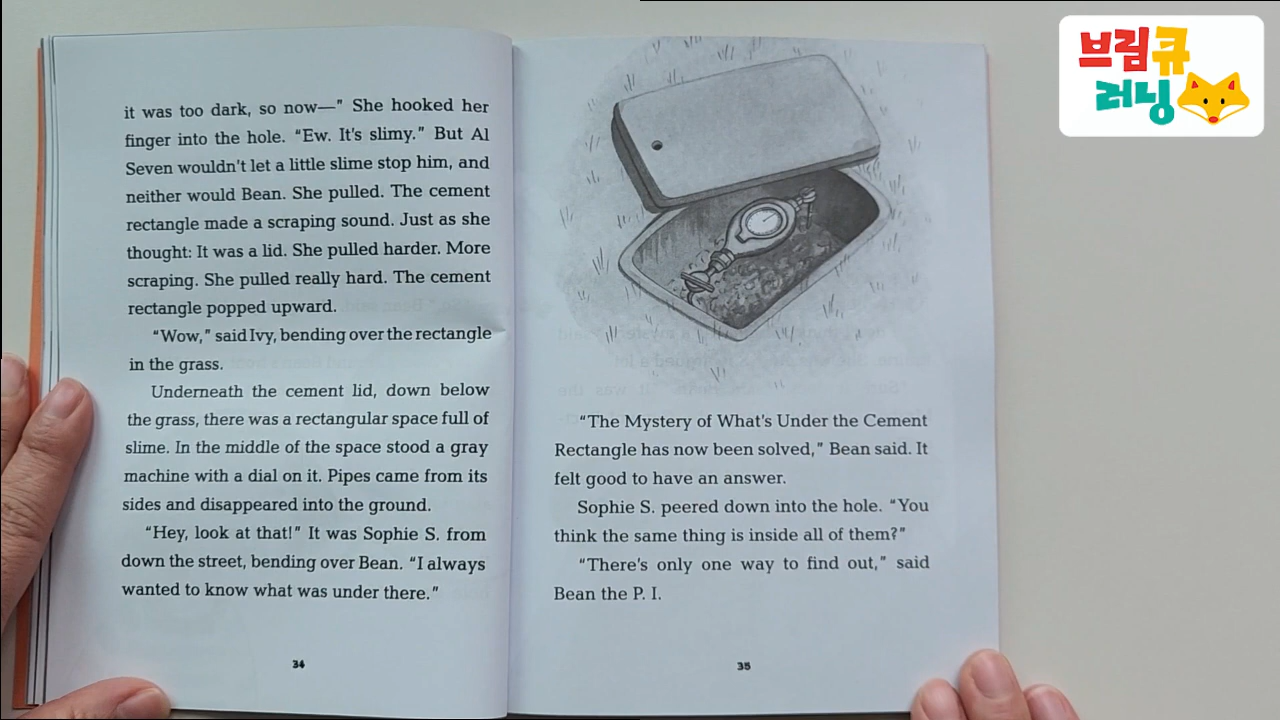 it was too dark, so now—” She hooked her
finger into the hole. “Ew. It’s slimy.” But Al
Seven wouldn’t let a little slime stop him, and
neither would Bean. She pulled. The cement
rectangle made a scraping sound. Just as she
thought: It was a lid. She pulled harder. More
scraping. She pulled really hard. The cement
rectangle popped upward.
“Wow,” said Ivy, bending over the rectangle
in the grass.
Underneath the cement lid, down below
the grass, there was a rectangular space full of
slime. In the middle of the space stood a gray
machine with a dial on it. Pipes came from its
sides and disappeared into the ground.
“Hey, look at that!” It was Sophie S. from
down the street, bending over Bean. “I always
wanted to know what was under there.”
34
“The Mystery of What’s Under the Cement
Rectangle has now been solved,” Bean said. It
felt good to have an answer.
Sophie S. peered down into the hole. “You
think the same thing is inside all of them?”
“There’s only one way to find out,” said
Bean the P. I.
35
브림큐
러닝